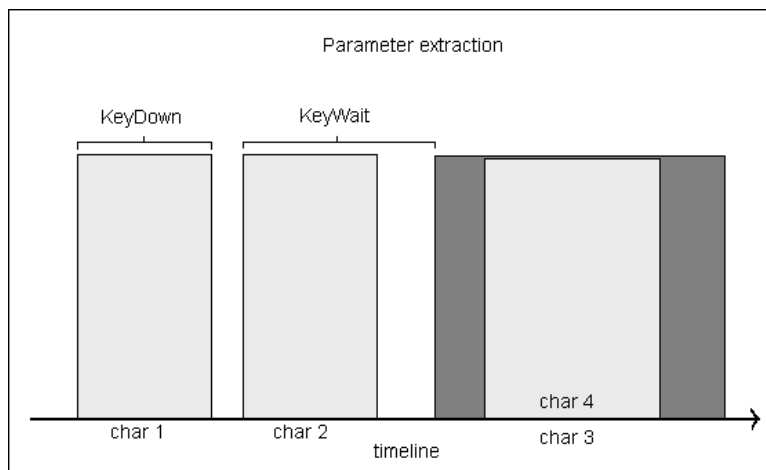 Parameter extraction
KeyDown
KeyWait
char 4
char 1
char 2
char 3
timeline